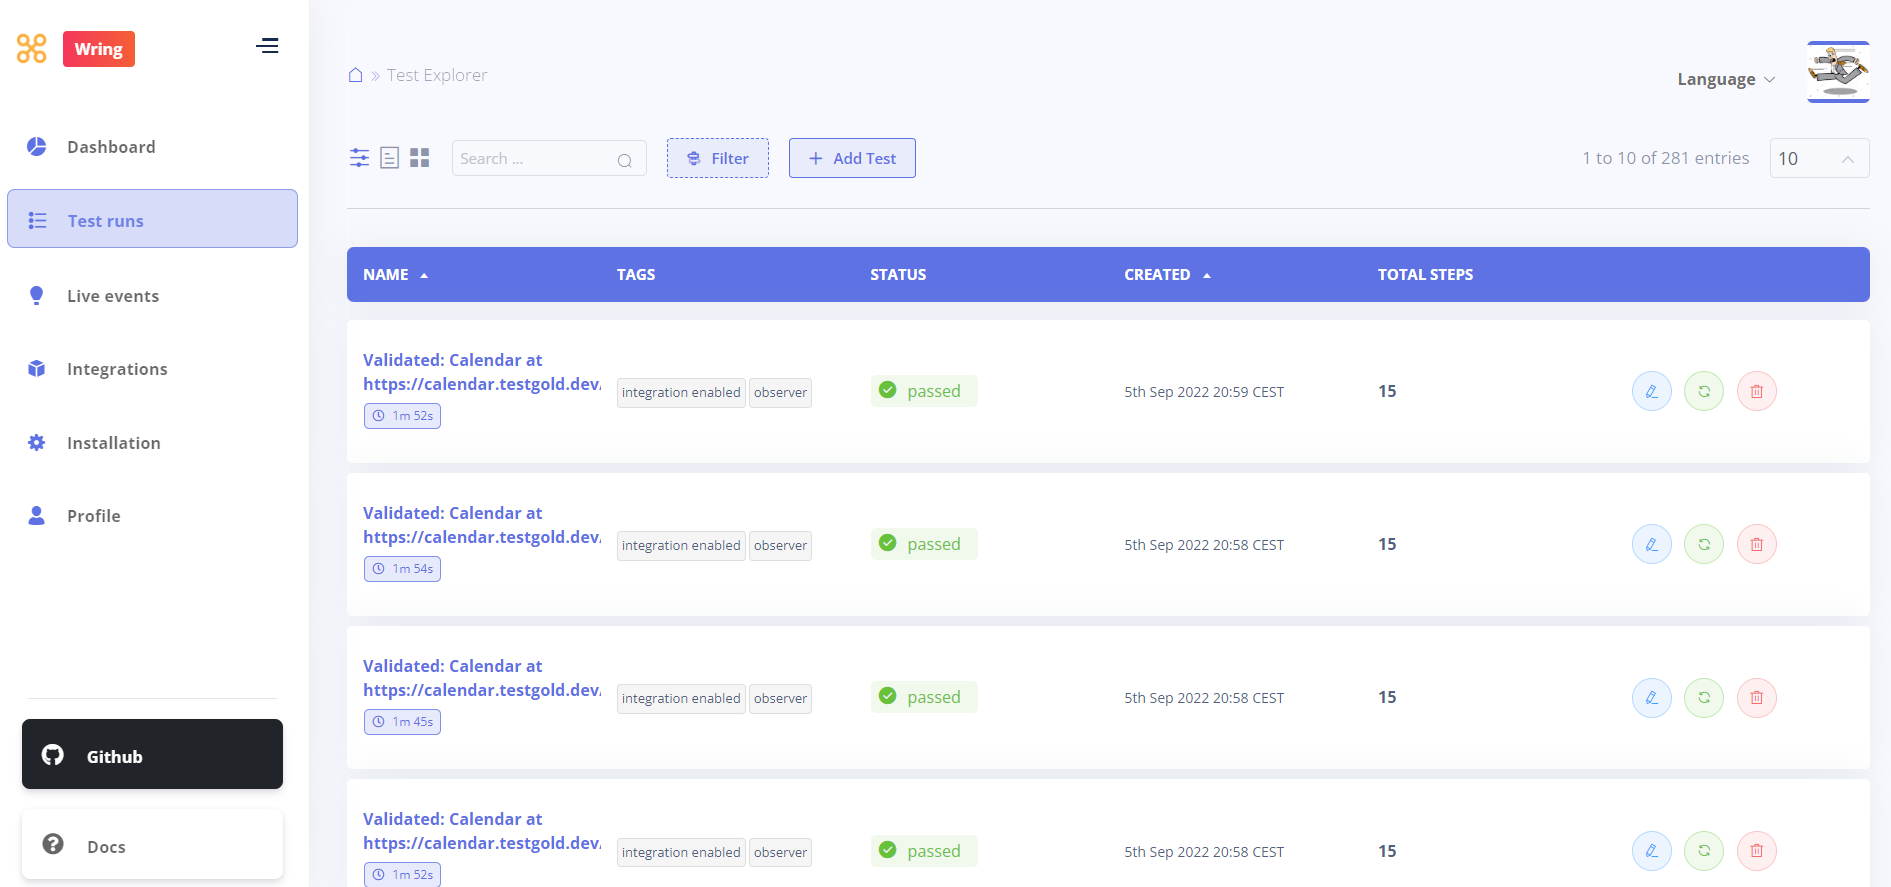 Wring
Dashboard
Test runs
Live events
Integrations
Installation
Profile
Github
Docs
Test Explorer
Language
Search ...
Filter
Add Test
1 to 10 of 281 entries
10
NAME TAGS STATUS CREATED TOTAL STEPS
Validated: Calendar at
https://calendar.testgold.dev/
1m 52s
integration enabled observer
passed
5th Sep 2022 20:59 CEST
15
Validated: Calendar at
https://calendar.testgold.dev/
1m 54s
integration enabled observer
passed
5th Sep 2022 20:58 CEST
15
Validated: Calendar at
https://calendar.testgold.dev/
1m 45s
integration enabled observer
passed
5th Sep 2022 20:58 CEST
15
Validated: Calendar at
https://calendar.testgold.dev/
1m 52s
integration enabled observer
passed
5th Sep 2022 20:58 CEST
15